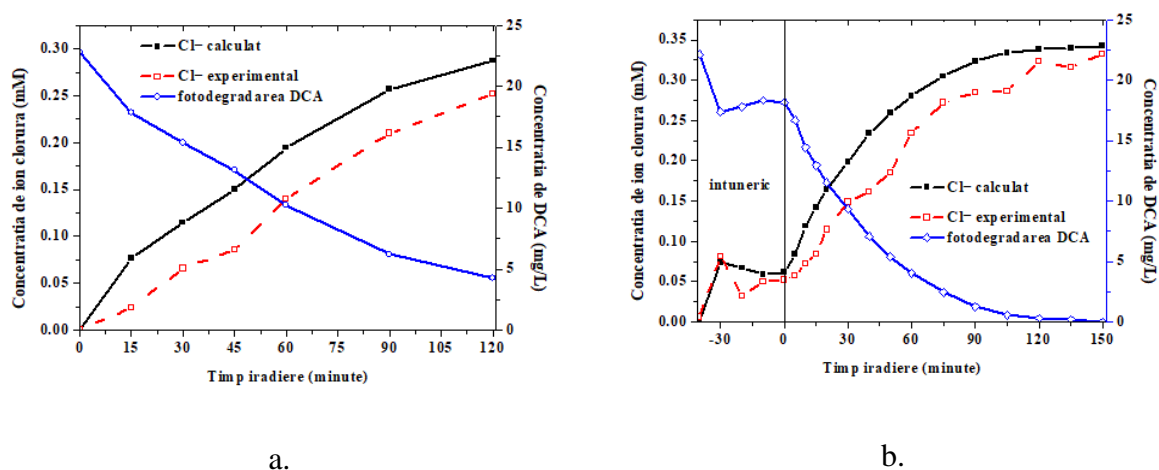 Concentratia de ion clorura (mM)
0.30
0.25
0.20
0.15
0.10
0.05
0.00
Cl− calculat
Cl− experimental
fotodegradarea DCA
25
20
15
10
5
0
Concentratia de DCA (mg/L)
0 15 30 45 60 75 90 105 120
Timp iradiere (minute)
a.
Concentratia de ion clorura (mM)
0.35
0.30
0.25
0.20
0.15
0.10
0.05
0.00
intuneric
Cl− calculat
Cl− experimental
fotodegradarea DCA
25
20
15
10
5
0
Concentratia de DCA (mg/L)
-30 0 30 60 90 120 150
Timp iradiere (minute)
b.